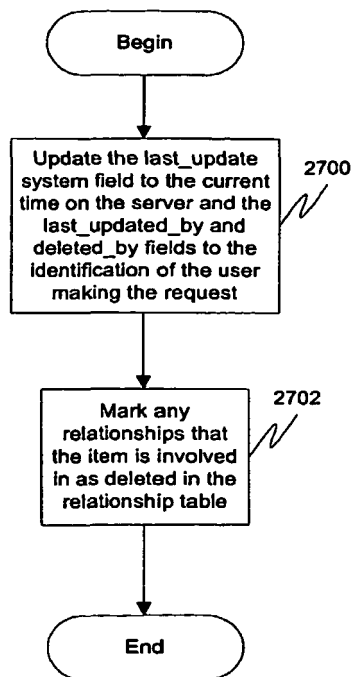 Begin
Update the last_update
system field to the current
time on the server and the
last_updated_by and
deleted_by fields to the
identification of the user
making the request
2700
Mark any
relationships that
the item is involved
in as deleted in the
relationship table
2702
End